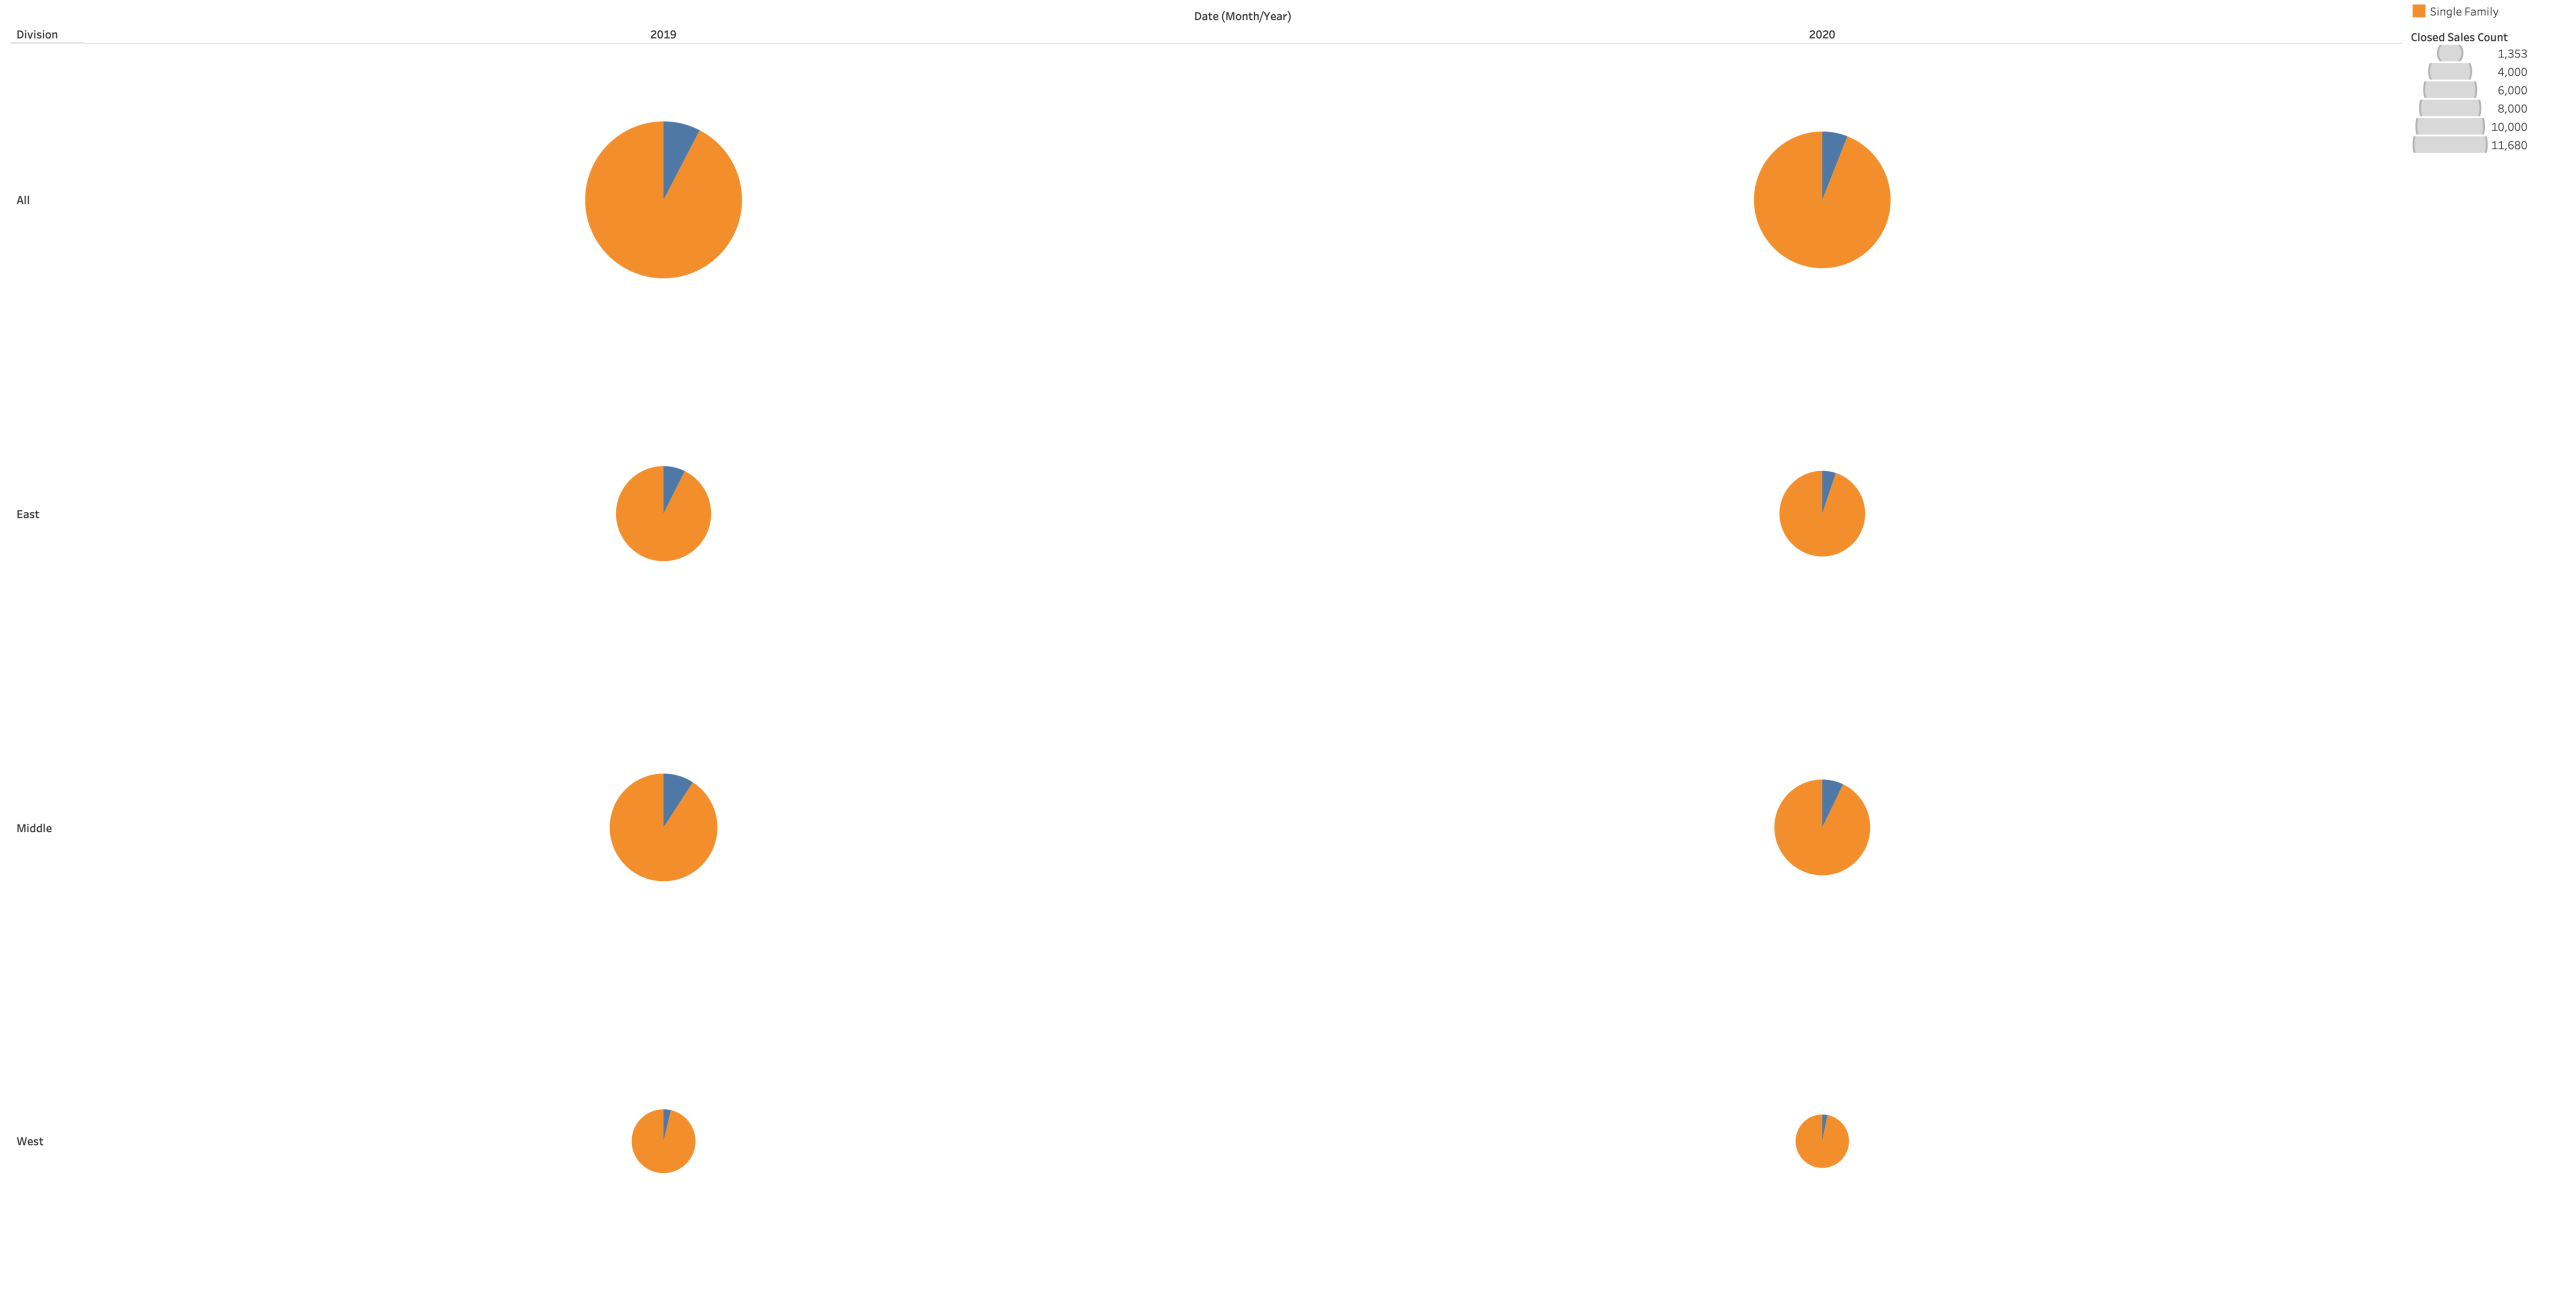 Date (Month/Year)
Division 2019 2020
All
East
Middle
West
Single Family
Closed Sales Count
1,353
4,000
6,000
8,000
10,000
11,680